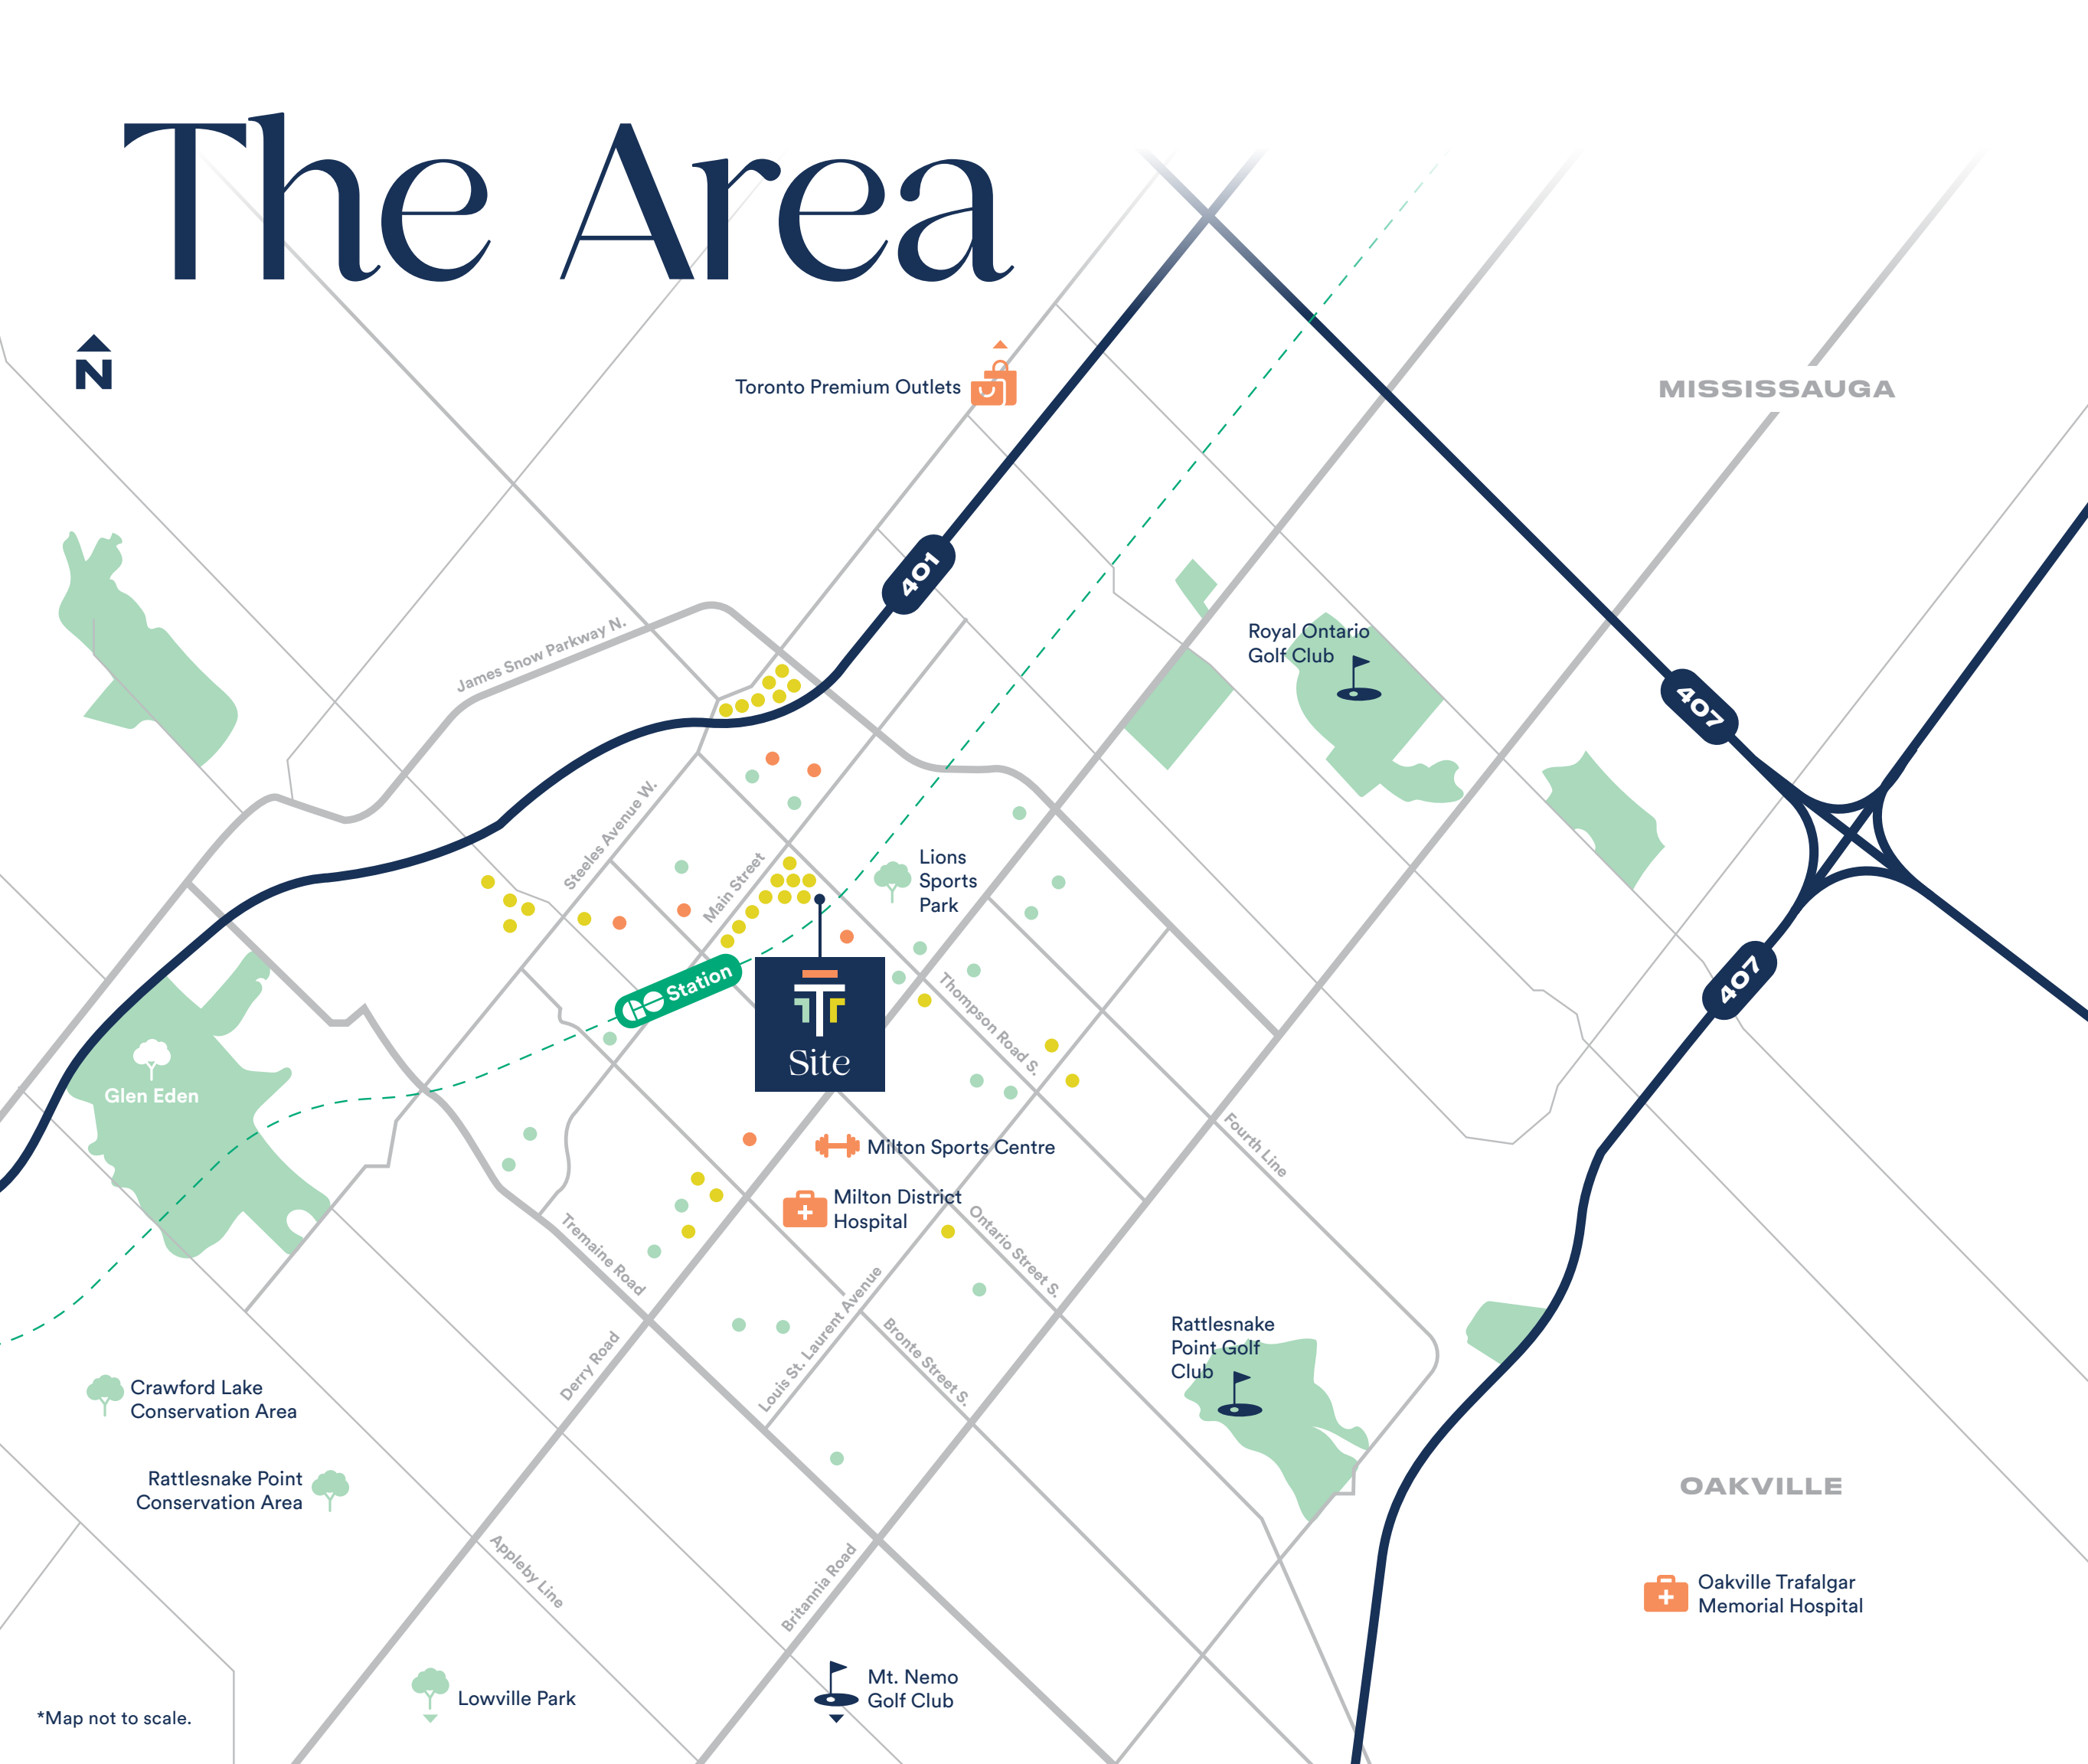 The Area
N
Toronto Premium Outlets
MISSISSAUGA
401
James Snow Parkway N.
Royal Ontario
Golf Club
407
Steeles Avenue W.
Main Street
Lions
Sports
Park
407
GO Station
Thompson Road S.
Site
Glen Eden
Milton Sports Centre
Fourth Line
Milton District
Hospital
Tremaine Road
Ontario Street S.
Louis St. Laurent Avenue
Bronte Street S.
Derry Road
Rattlesnake
Point Golf
Club
Crawford Lake
Conservation Area
Rattlesnake Point
Conservation Area
OAKVILLE
Appleby Line
Britannia Road
Oakville Trafalgar
Memorial Hospital
Mt. Nemo
Golf Club
Lowville Park
*Map not to scale.